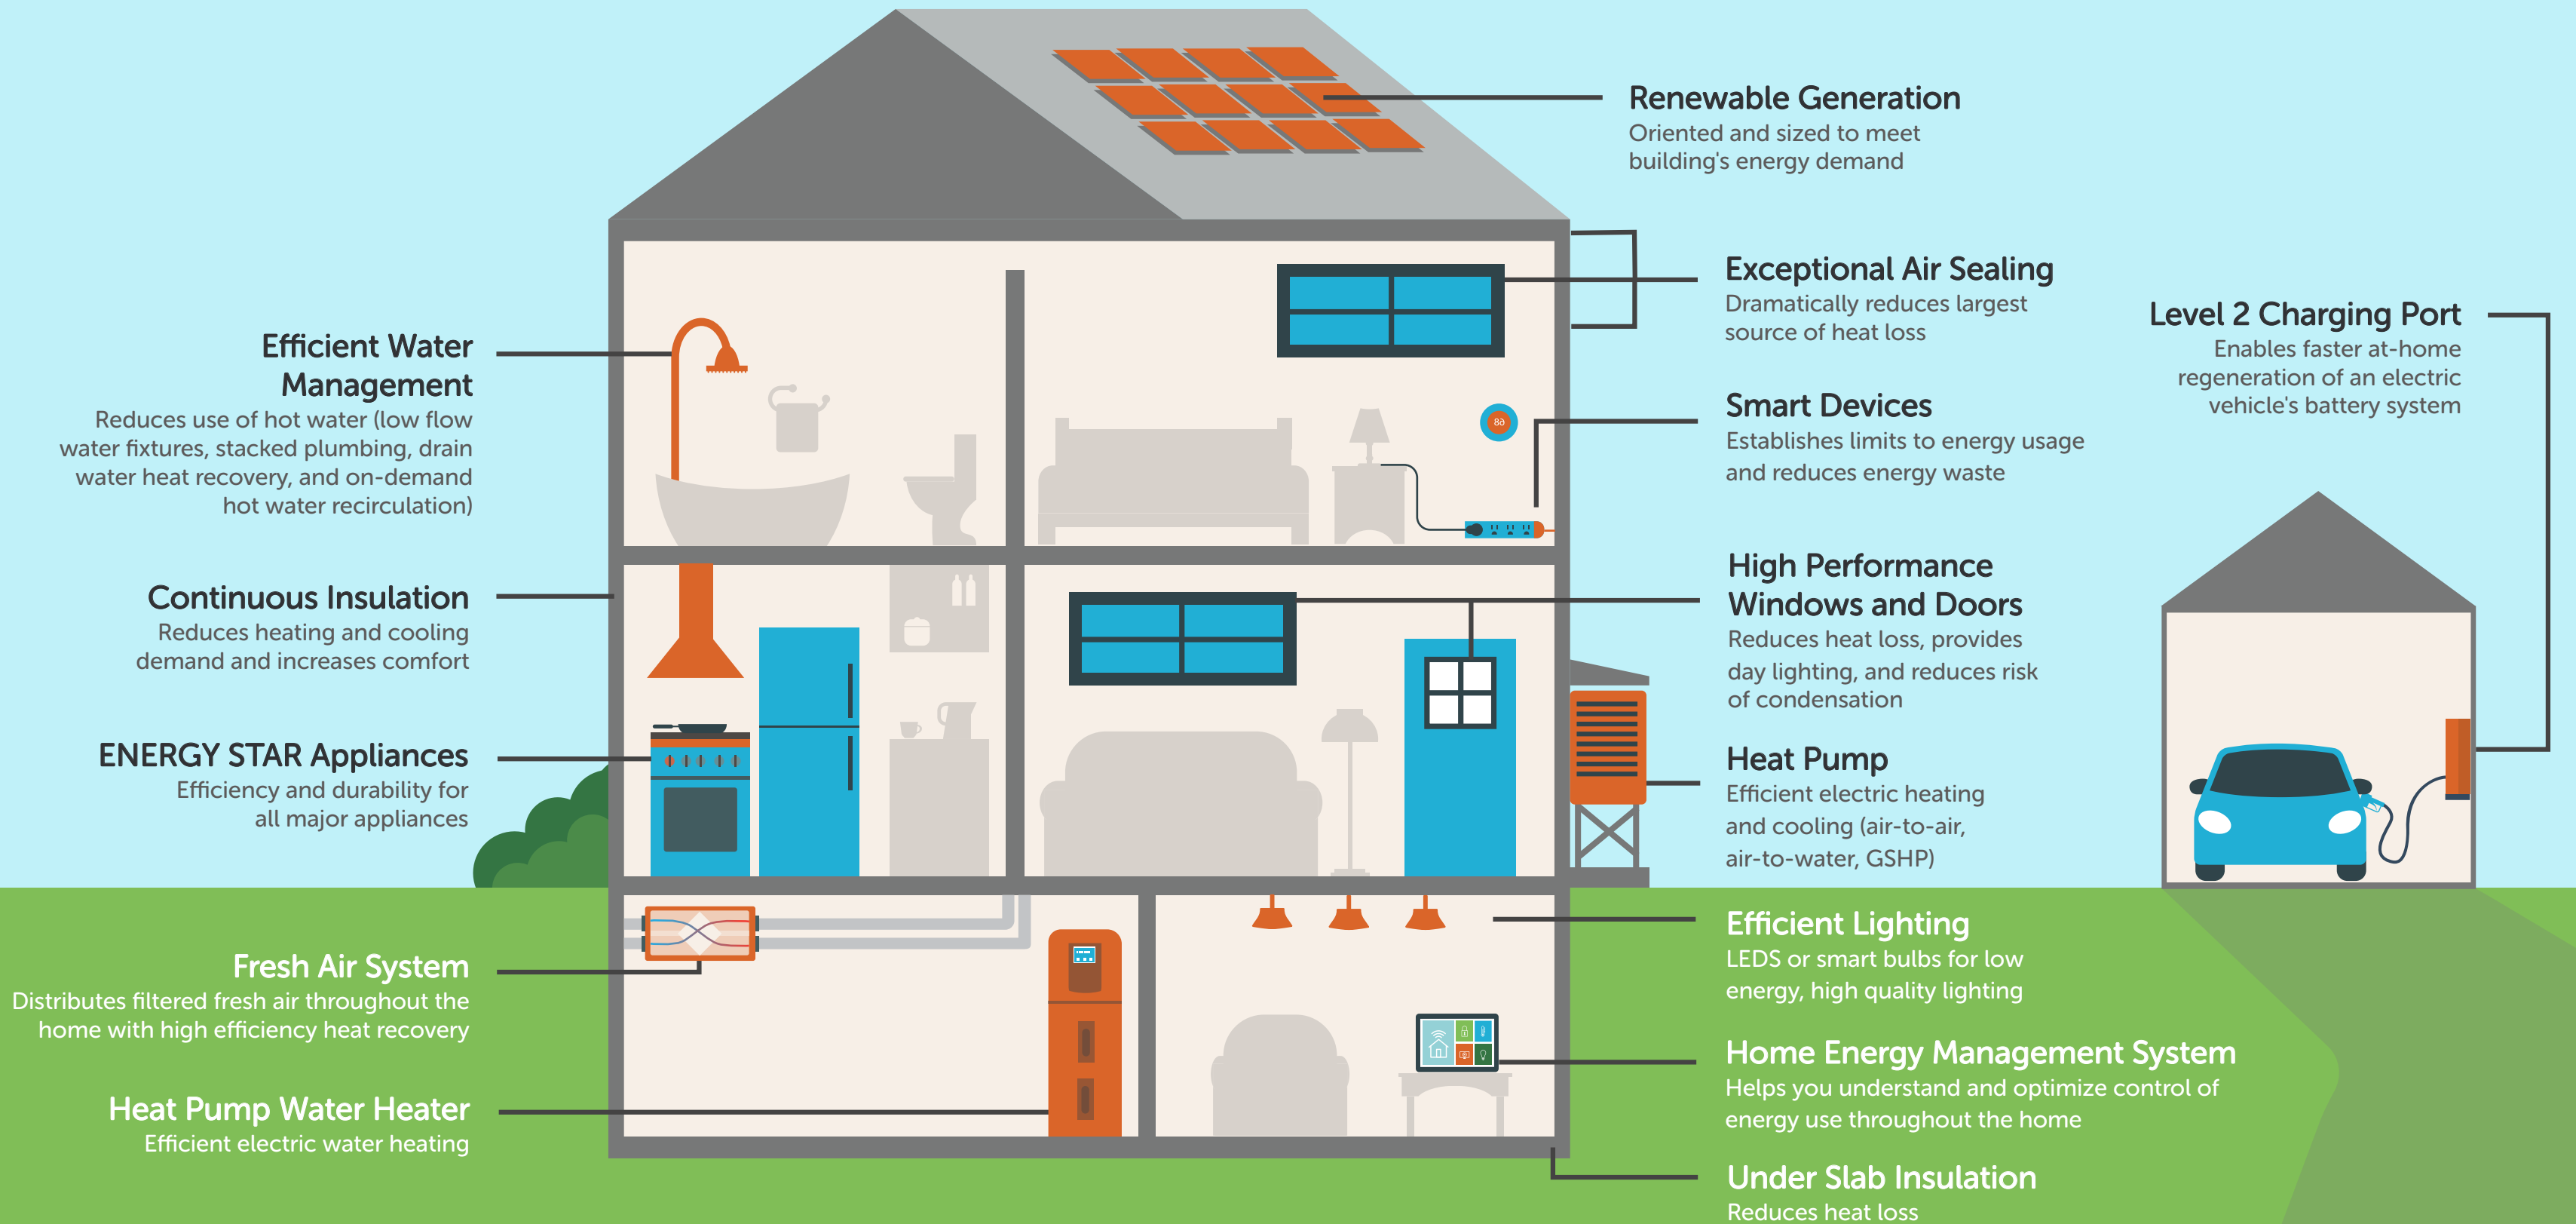 Renewable Generation
Oriented and sized to meet
building's energy demand
Exceptional Air Sealing
Dramatically reduces largest
source of heat loss
Level 2 Charging Port
Enables faster at-home
regeneration of an electric
vehicle's battery system
Efficient Water
Management
Reduces use of hot water (low flow
water fixtures, stacked plumbing, drain
water heat recovery, and on-demand
hot water recirculation)
Smart Devices
Establishes limits to energy usage
and reduces energy waste
High Performance
Windows and Doors
Reduces heat loss, provides
day lighting, and reduces risk
of condensation
Continuous Insulation
Reduces heating and cooling
demand and increases comfort
ENERGY STAR Appliances
Efficiency and durability for
all major appliances
Heat Pump
Efficient electric heating
and cooling (air-to-air,
air-to-water, GSHP)
Fresh Air System
Distributes filtered fresh air throughout the
home with high efficiency heat recovery
Efficient Lighting
LEDS or smart bulbs for low
energy, high quality lighting
Home Energy Management System
Helps you understand and optimize control of
energy use throughout the home
Heat Pump Water Heater
Efficient electric water heating
Under Slab Insulation
Reduces heat loss